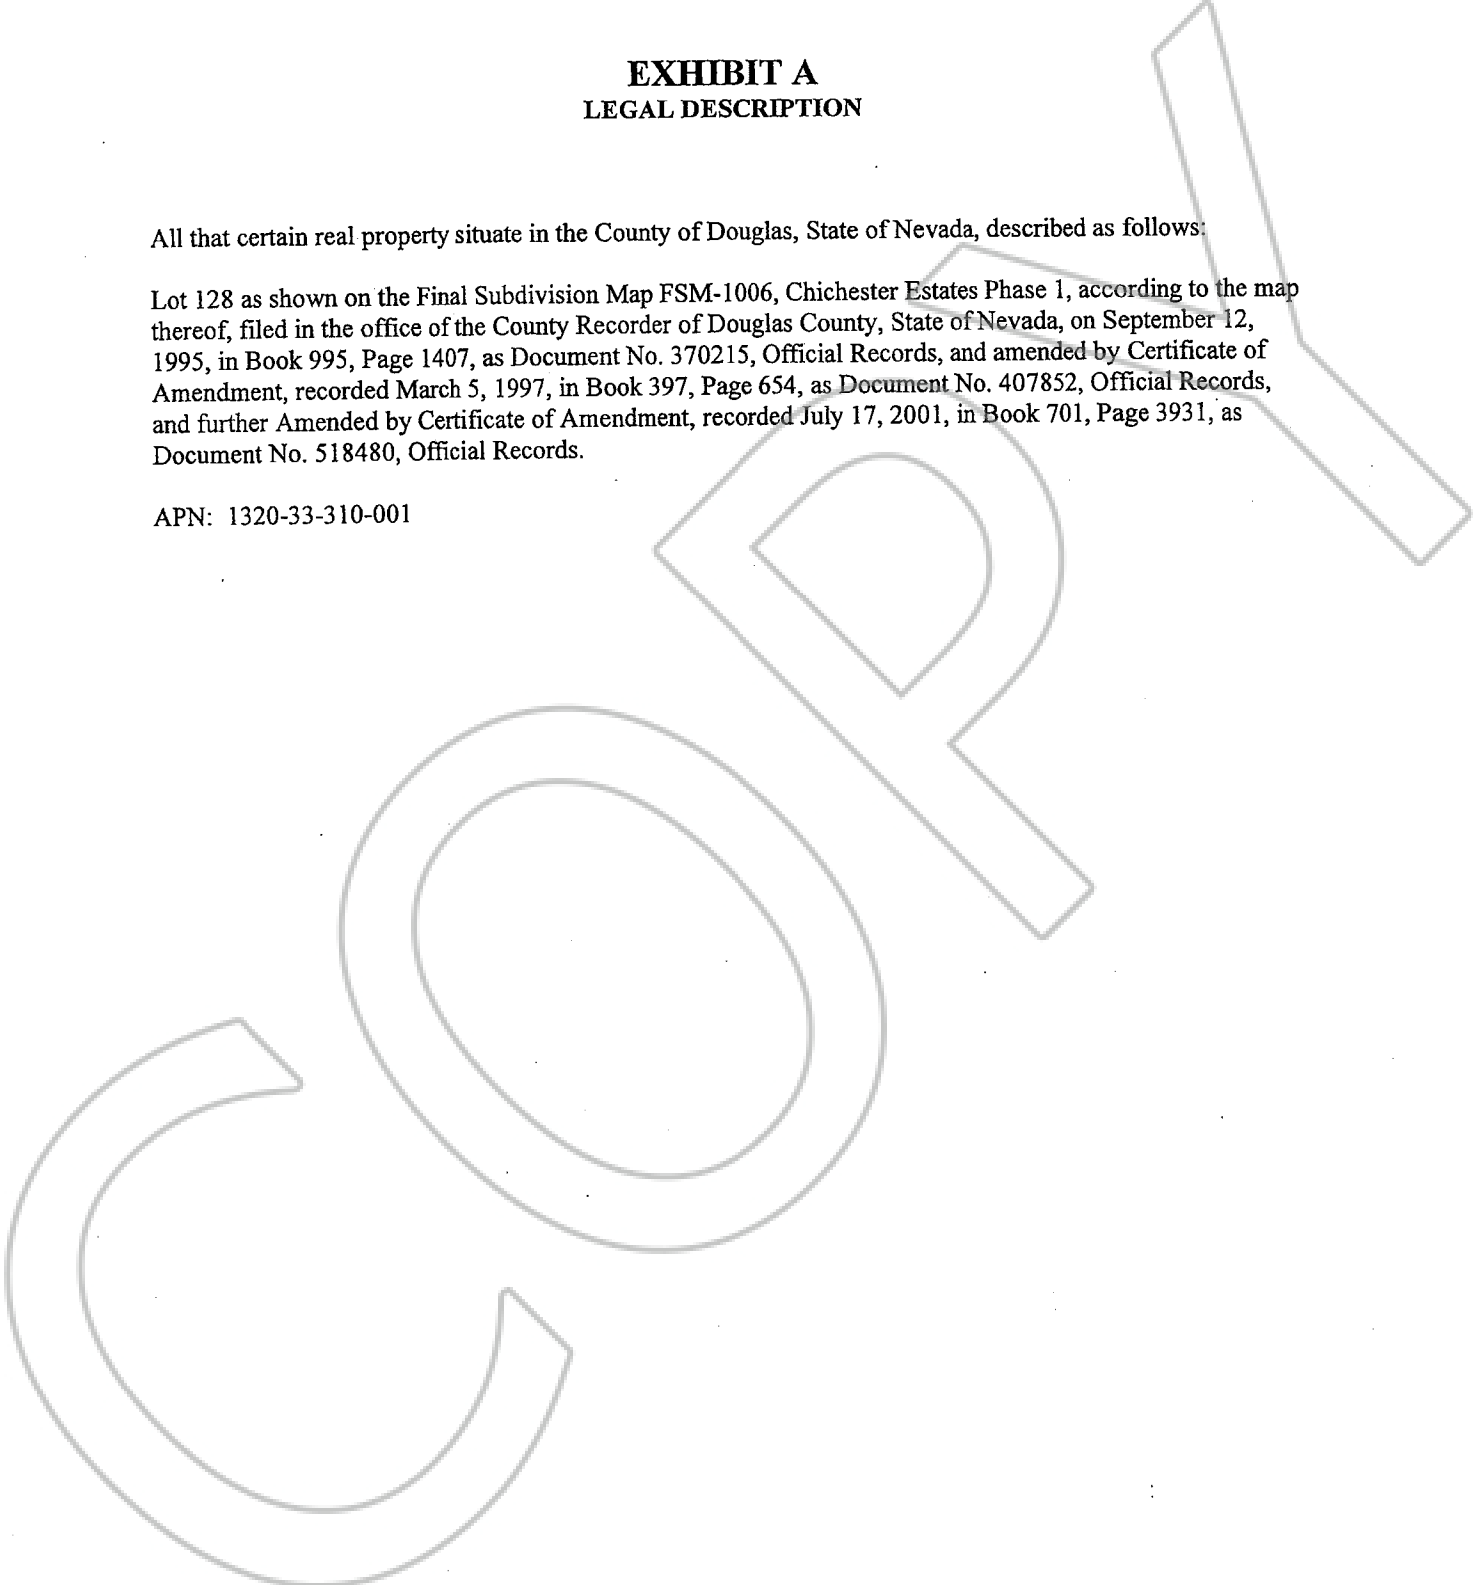 EXHIBIT A
LEGAL DESCRIPTION
All that certain real property situate in the County of Douglas, State of Nevada, described as follows:
Lot 128 as shown on the Final Subdivision Map FSM-1006, Chichester Estates Phase 1, according to the map
thereof, filed in the office of the County Recorder of Douglas County, State of Nevada, on September 12,
1995, in Book 995, Page 1407, as Document No. 370215, Official Records, and amended by Certificate of
Amendment, recorded March 5, 1997, in Book 397, Page 654, as Document No. 407852, Official Records,
and further Amended by Certificate of Amendment, recorded July 17, 2001, in Book 701, Page 3931, as
Document No. 518480, Official Records.
APN: 1320-33-310-001
COPY